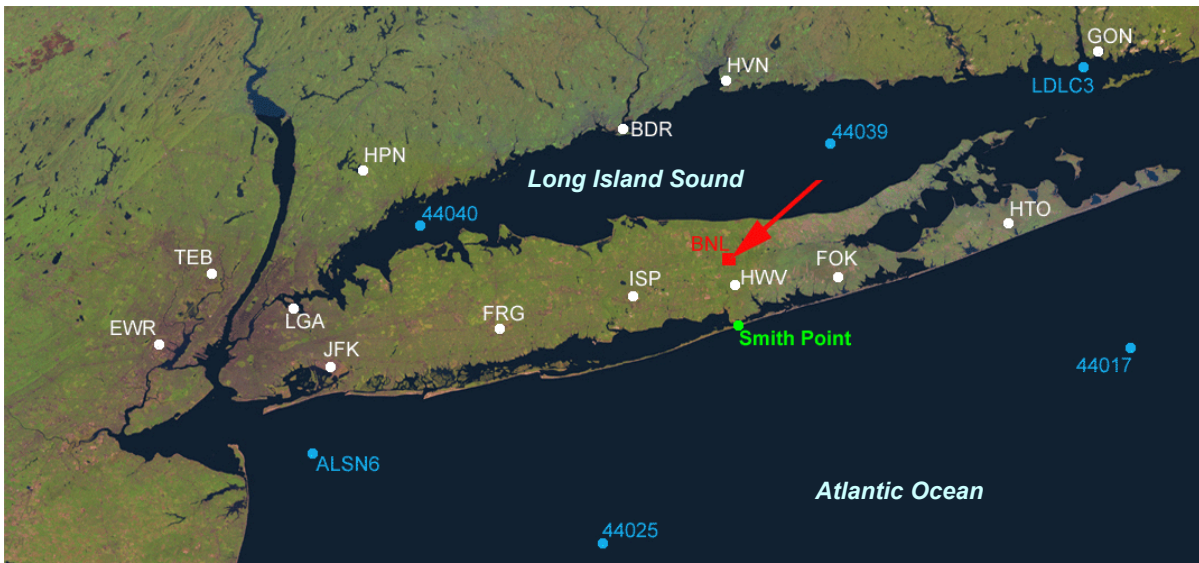 GON
HVN
LDLC3
BDR
44039
HPN
Long Island Sound
44040
HTO
BNL
TEB
FOK
ISP
HWV
LGA
FRG
EWR
Smith Point
JFK
44017
ALSN6
Atlantic Ocean
44025